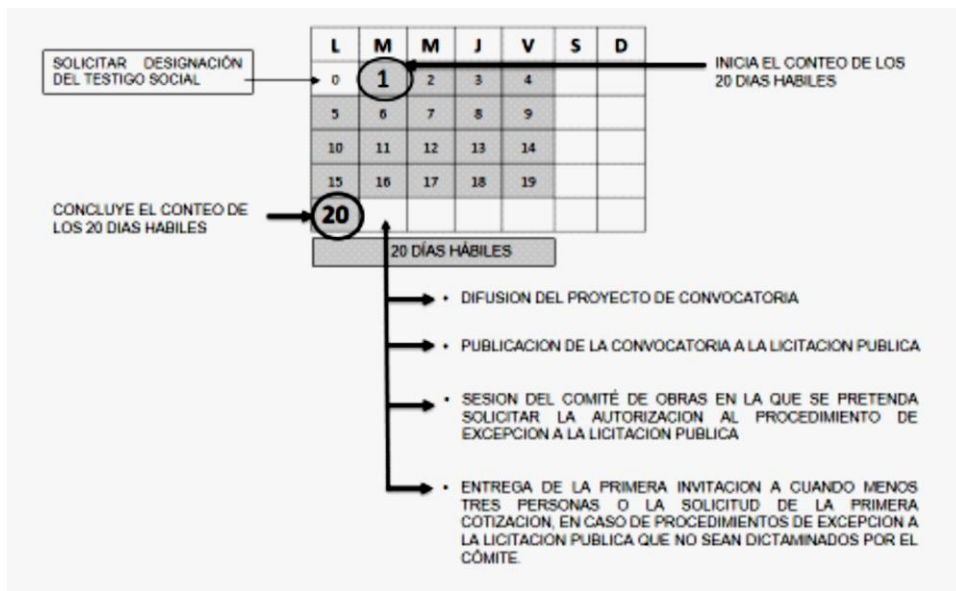 L M M J V S D
SOLICITAR DESIGNACIÓN
DEL TESTIGO SOCIAL
INICIA EL CONTEO DE LOS
20 DIAS HABILES
0 1 2 3 4
5 6 7 8 9
10 11 12 13 14
15 16 17 18 19
CONCLUYE EL CONTEO DE
LOS 20 DIAS HABILES
20
20 DÍAS HÁBILES
• DIFUSION DEL PROYECTO DE CONVOCATORIA
• PUBLICACION DE LA CONVOCATORIA A LA LICITACION PUBLICA
• SESION DEL COMITÉ DE OBRAS EN LA QUE SE PRETENDA
SOLICITAR LA AUTORIZACION AL PROCEDIMIENTO DE
EXCEPCION A LA LICITACION PUBLICA
• ENTREGA DE LA PRIMERA INVITACION A CUANDO MENOS
TRES PERSONAS O LA SOLICITUD DE LA PRIMERA
COTIZACION, EN CASO DE PROCEDIMIENTOS DE EXCEPCION A
LA LICITACION PUBLICA QUE NO SEAN DICTAMINADOS POR EL
CÓMITE.